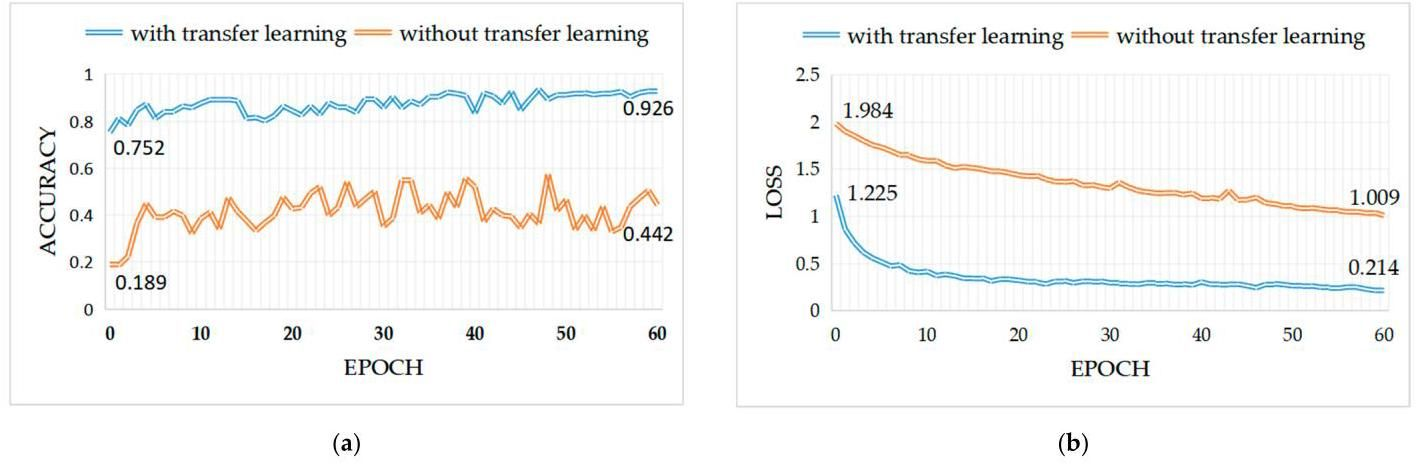 with transfer learning without transfer learning
1
0.8
0.6
0.4
0.2
0
ACCURACY
0.752
0.926
0.189
0.442
0 10 20 30 40 50 60
EPOCH
(a)
with transfer learning without transfer learning
2.5
2
1.5
1
0.5
0
LOSS
1.984
1.225
1.009
0.214
0 10 20 30 40 50 60
EPOCH
(b)